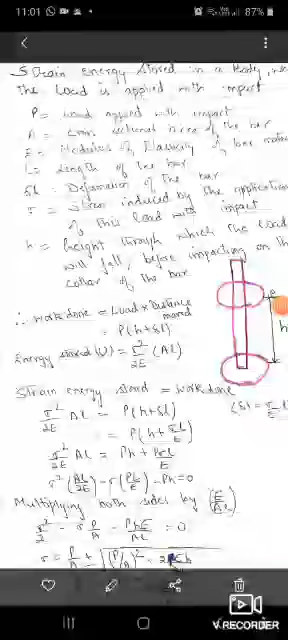 11:01
87%
Strain energy stored in a Body, when
the Load is applied with impact
P = Load applied with impact
A = Cross sectional Area of the bar
E = Modulus of Elasticity of bar material
L = Length of the bar
δL = Deformation of the bar
σ = Stress induced by the application
of this Load with impact
h = height through which the Load
will fall, before impacting on the
collar of the bar
∴ Workdone = Load × Distance
moved
= P(h+δL)
Energy stored (U) = σ²/2E (AL)
Strain energy stored = workdone
σ²/2E AL = P(h+δL)
= P(h + σL/E)
(δL = σ/E
σ²/2E AL = Ph + PσL/E
σ²(AL/2E) - σ(PL/E) - Ph = 0
Multiplying both sides by (E/AL)
σ²/2 - σ P/A - PhE/AL = 0
h
V.RECORDER